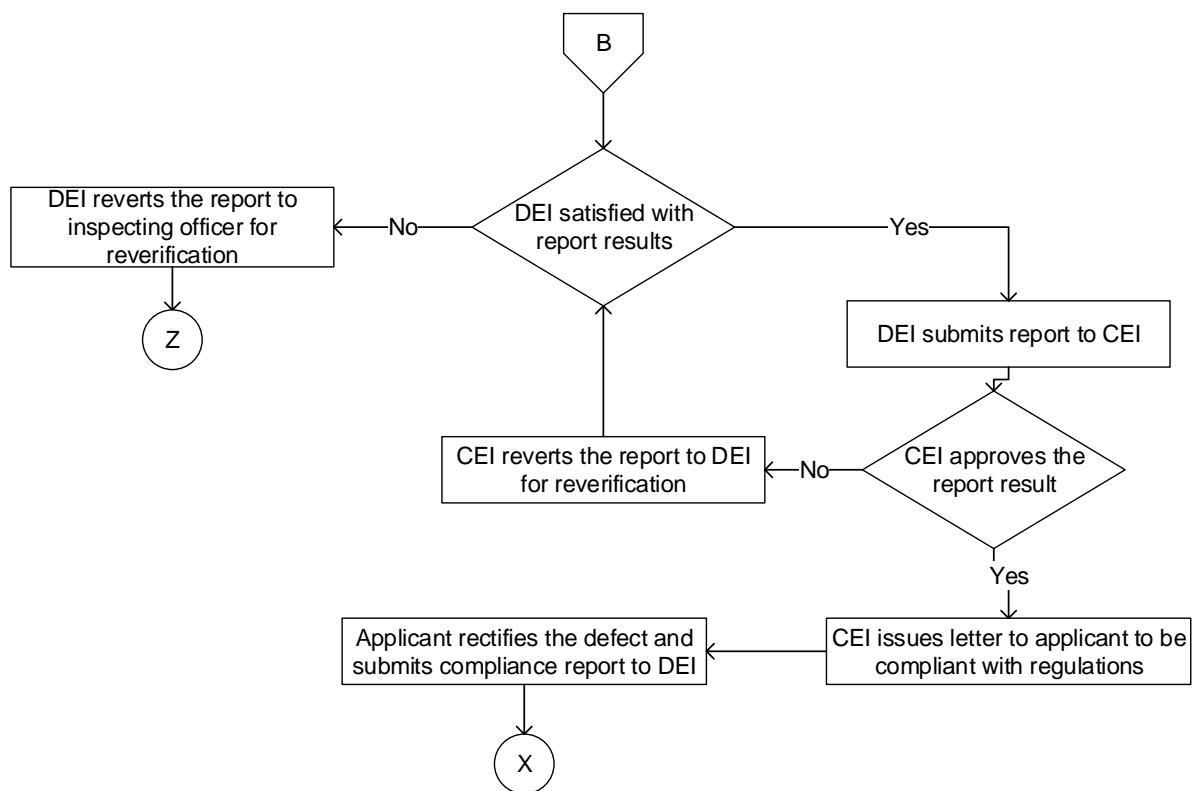 B
DEI satisfied with
report results
No
Yes
DEI reverts the report to
inspecting officer for
reverification
Z
DEI submits report to CEI
CEI approves the
report result
No
CEI reverts the report to DEI
for reverification
Yes
CEI issues letter to applicant to be
compliant with regulations
Applicant rectifies the defect and
submits compliance report to DEI
X